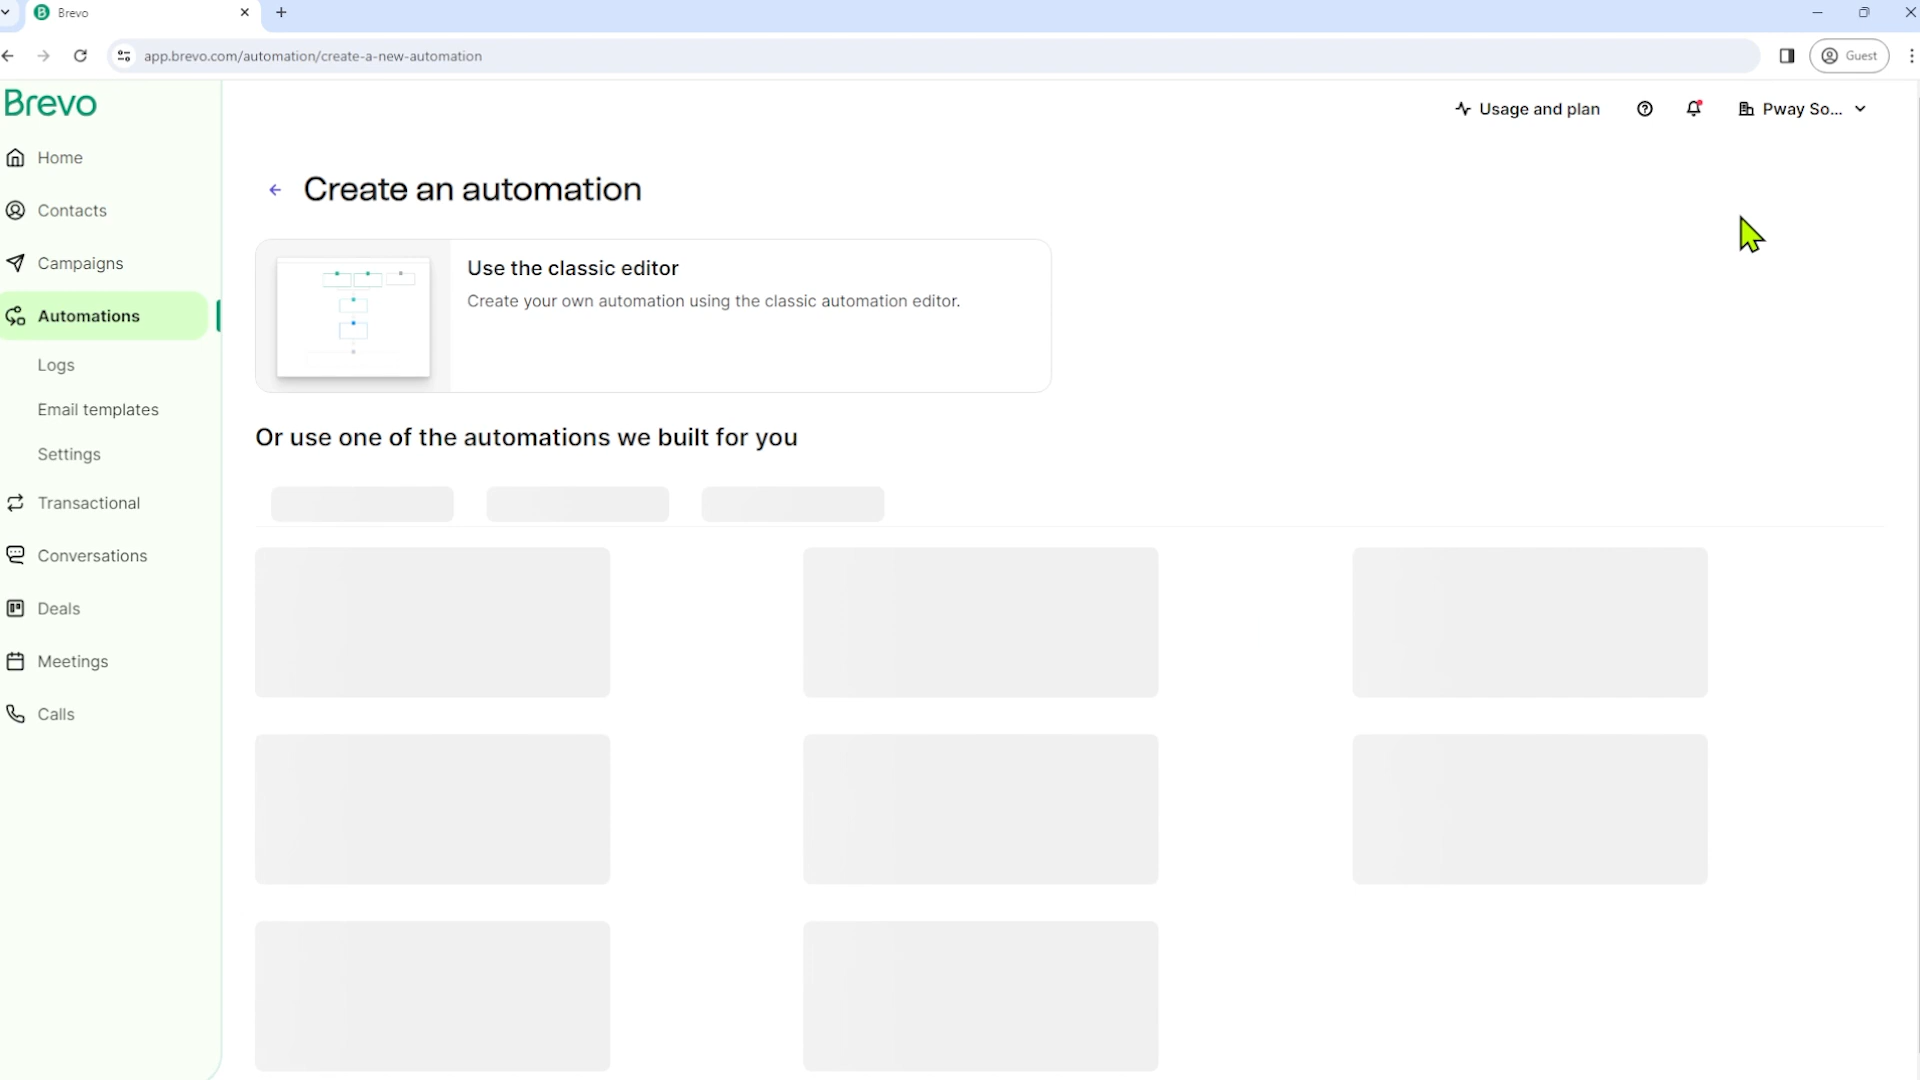 Brevo
app.brevo.com/automation/create-a-new-automation
Guest
Brevo
Usage and plan
Pway So...
Home
Contacts
Campaigns
Automations
Logs
Email templates
Settings
Transactional
Conversations
Deals
Meetings
Calls
Create an automation
Use the classic editor
Create your own automation using the classic automation editor.
Or use one of the automations we built for you